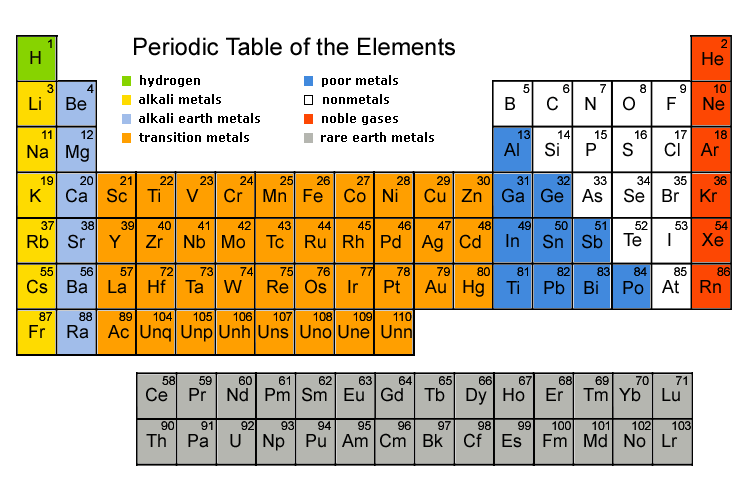 Periodic Table of the Elements
hydrogen
alkali metals
alkali earth metals
transition metals
poor metals
nonmetals
noble gases
rare earth metals
1 2
H He
3 4 5 6 7 8 9 10
Li Be B C N O F Ne
11 12 13 14 15 16 17 18
Na Mg Al Si P S Cl Ar
19 20 21 22 23 24 25 26 27 28 29 30 31 32 33 34 35 36
K Ca Sc Ti V Cr Mn Fe Co Ni Cu Zn Ga Ge As Se Br Kr
37 38 39 40 41 42 43 44 45 46 47 48 49 50 51 52 53 54
Rb Sr Y Zr Nb Mo Tc Ru Rh Pd Ag Cd In Sn Sb Te I Xe
55 56 57 72 73 74 75 76 77 78 79 80 81 82 83 84 85 86
Cs Ba La Hf Ta W Re Os Ir Pt Au Hg Ti Pb Bi Po At Rn
87 88 89 104 105 106 107 108 109 110
Fr Ra Ac Unq Unp Unh Uns Uno Une Unn
58 59 60 61 62 63 64 65 66 67 68 69 70 71
Ce Pr Nd Pm Sm Eu Gd Tb Dy Ho Er Tm Yb Lu
90 91 92 93 94 95 96 97 98 99 100 101 102 103
Th Pa U Np Pu Am Cm Bk Cf Es Fm Md No Lr